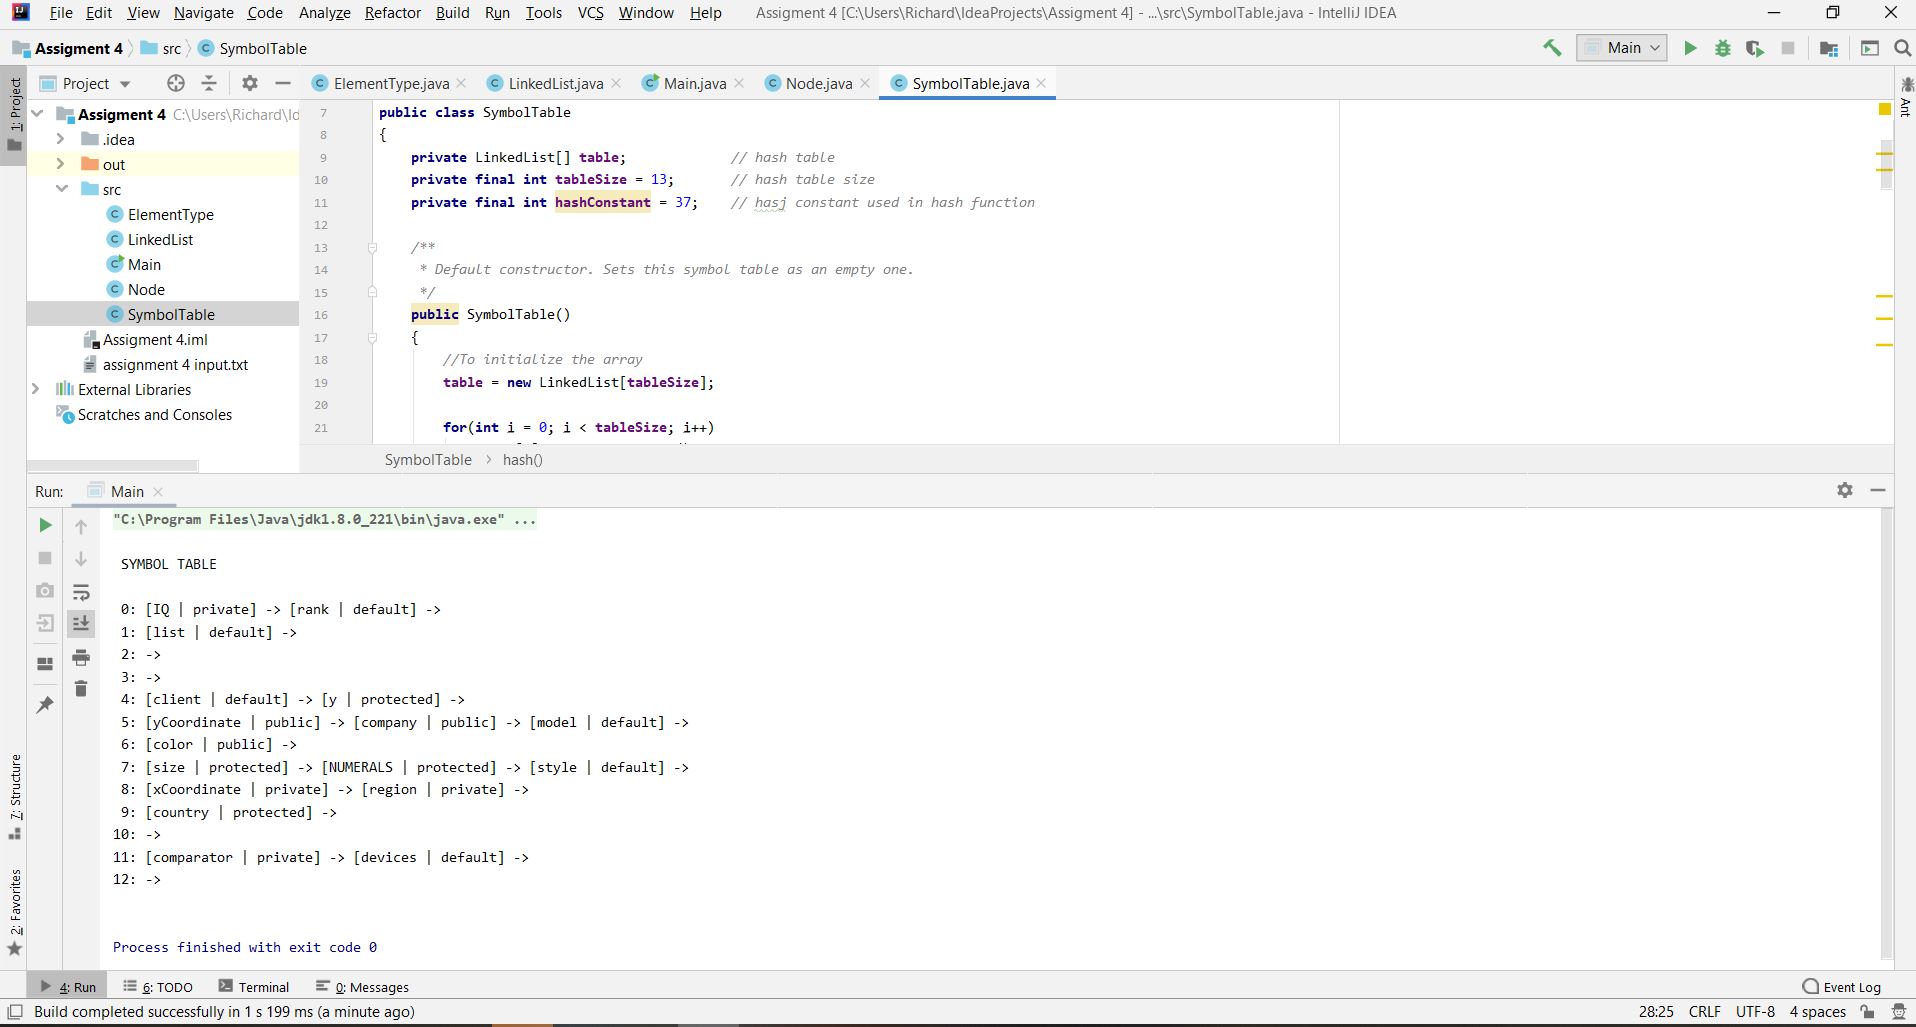 File Edit View Navigate Code Analyze Refactor Build Run Tools VCS Window Help Assigment 4 [C:\Users\Richard\IdeaProjects\Assigment 4] - ...\src\SymbolTable.java - IntelliJ IDEA
Assigment 4 src SymbolTable Main
1: Project
Project
Assigment 4 C:\Users\Richard\Id
.idea
out
src
ElementType
LinkedList
Main
Node
SymbolTable
Assigment 4.iml
assignment 4 input.txt
External Libraries
Scratches and Consoles
ElementType.java LinkedList.java Main.java Node.java SymbolTable.java
Ant
7 public class SymbolTable
8 {
9 private LinkedList[] table; // hash table
10 private final int tableSize = 13; // hash table size
11 private final int hashConstant = 37; // hasj constant used in hash function
12
13 /**
14 * Default constructor. Sets this symbol table as an empty one.
15 */
16 public SymbolTable()
17 {
18 //To initialize the array
19 table = new LinkedList[tableSize];
20
21 for(int i = 0; i < tableSize; i++)
SymbolTable > hash()
Run: Main
"C:\Program Files\Java\jdk1.8.0_221\bin\java.exe" ...
SYMBOL TABLE
0: [IQ | private] -> [rank | default] ->
1: [list | default] ->
2: ->
3: ->
4: [client | default] -> [y | protected] ->
5: [yCoordinate | public] -> [company | public] -> [model | default] ->
6: [color | public] ->
7: [size | protected] -> [NUMERALS | protected] -> [style | default] ->
8: [xCoordinate | private] -> [region | private] ->
9: [country | protected] ->
10: ->
11: [comparator | private] -> [devices | default] ->
12: ->
Process finished with exit code 0
7: Structure
2: Favorites
4: Run 6: TODO Terminal 0: Messages Event Log
Build completed successfully in 1 s 199 ms (a minute ago) 28:25 CRLF UTF-8 4 spaces